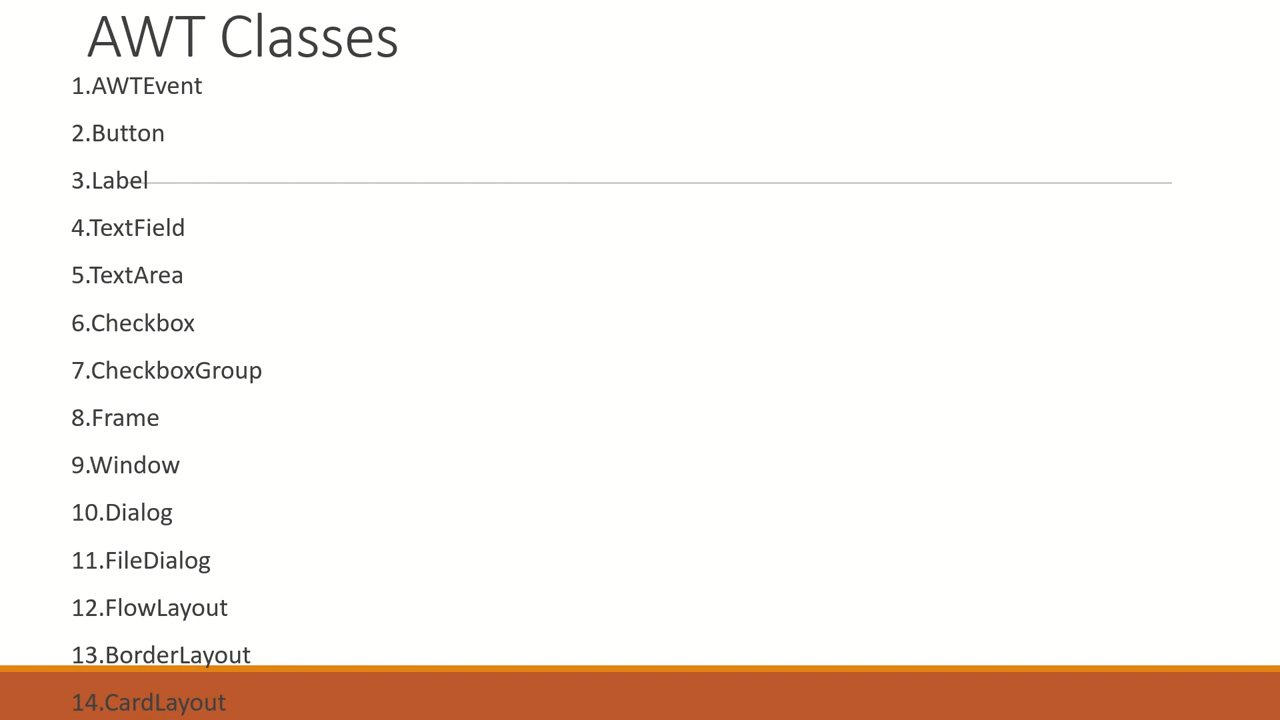 AWT Classes
1.AWTEvent
2.Button
3.Label
4.TextField
5.TextArea
6.Checkbox
7.CheckboxGroup
8.Frame
9.Window
10.Dialog
11.FileDialog
12.FlowLayout
13.BorderLayout
14.CardLayout